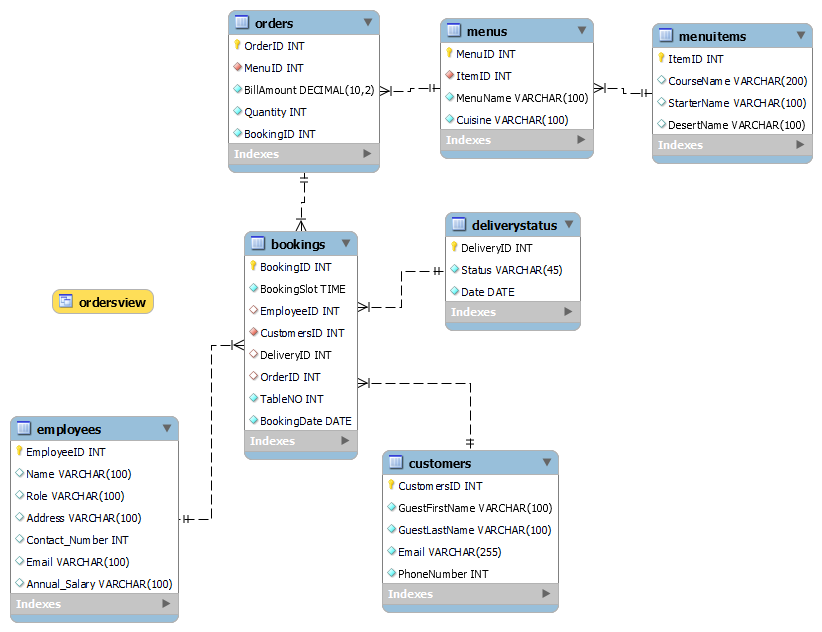 orders
OrderID INT
MenuID INT
BillAmount DECIMAL(10,2)
Quantity INT
BookingID INT
Indexes
menus
MenuID INT
ItemID INT
MenuName VARCHAR(100)
Cuisine VARCHAR(100)
Indexes
menuitems
ItemID INT
CourseName VARCHAR(200)
StarterName VARCHAR(100)
DesertName VARCHAR(100)
Indexes
bookings
BookingID INT
BookingSlot TIME
EmployeeID INT
CustomersID INT
DeliveryID INT
OrderID INT
TableNO INT
BookingDate DATE
Indexes
deliverystatus
DeliveryID INT
Status VARCHAR(45)
Date DATE
Indexes
ordersview
employees
EmployeeID INT
Name VARCHAR(100)
Role VARCHAR(100)
Address VARCHAR(100)
Contact_Number INT
Email VARCHAR(100)
Annual_Salary VARCHAR(100)
Indexes
customers
CustomersID INT
GuestFirstName VARCHAR(100)
GuestLastName VARCHAR(100)
Email VARCHAR(255)
PhoneNumber INT
Indexes